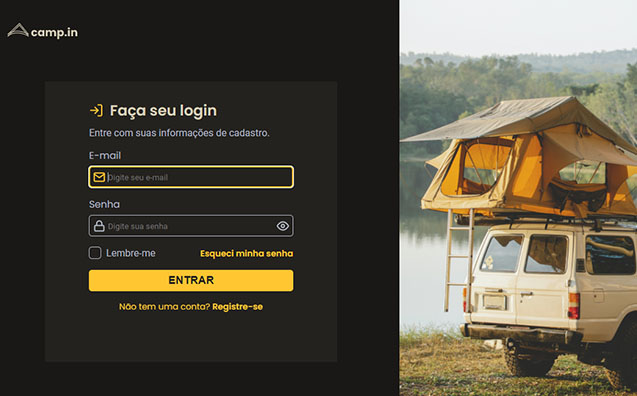 camp.in
Faça seu login
Entre com suas informações de cadastro.
E-mail
Digite seu e-mail
Senha
Digite sua senha
Lembre-me
Esqueci minha senha
ENTRAR
Não tem uma conta? Registre-se